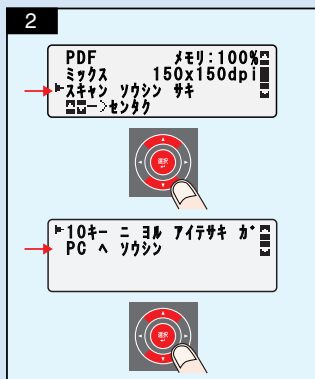 2
PDF メモリ:100%
ミックス 150x150dpi
スキャン ソウシン サキ
->センタク
選択
10キー ニ ヨル アイテサキ ガ
PC ヘ ソウシン
選択